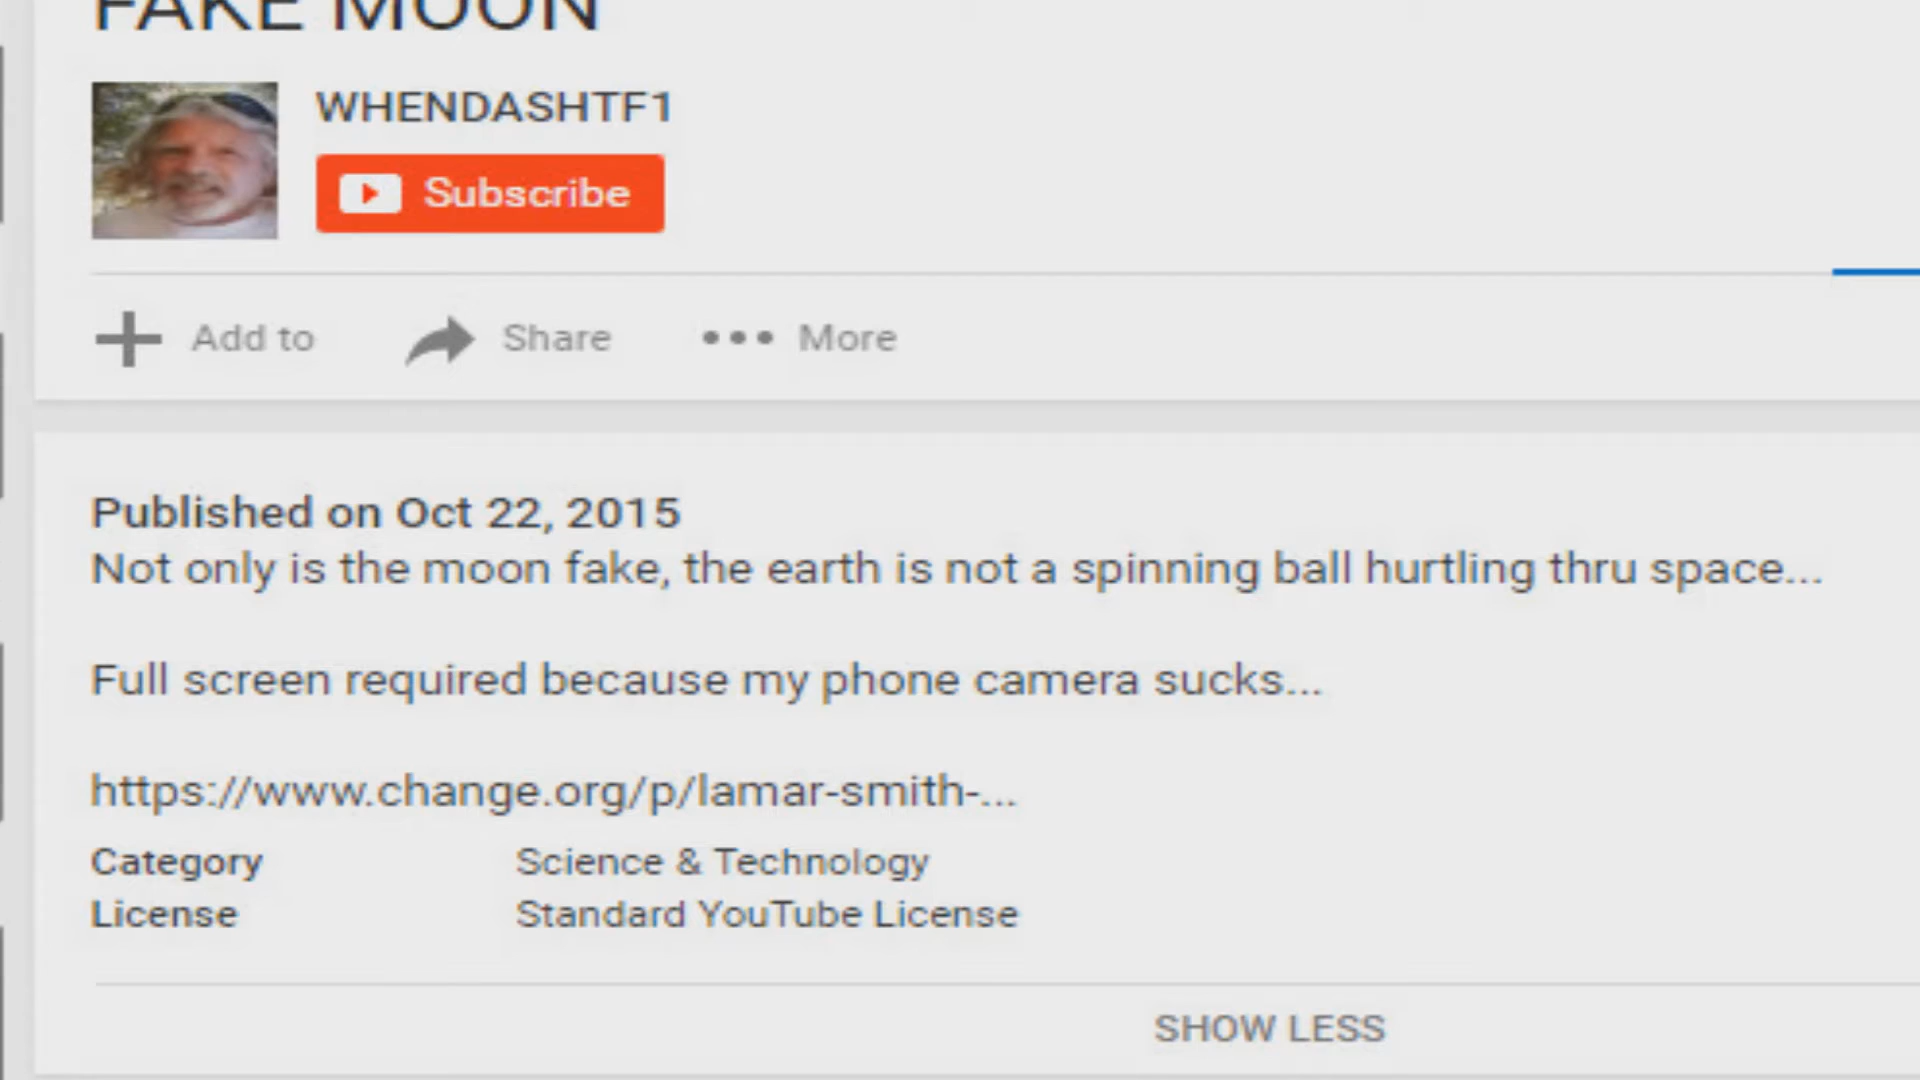 FAKE MOON
WHENDASHTF1
Subscribe
Add to
Share
More
Published on Oct 22, 2015
Not only is the moon fake, the earth is not a spinning ball hurtling thru space...
Full screen required because my phone camera sucks...
https://www.change.org/p/lamar-smith-...
Category
Science & Technology
License
Standard YouTube License
SHOW LESS